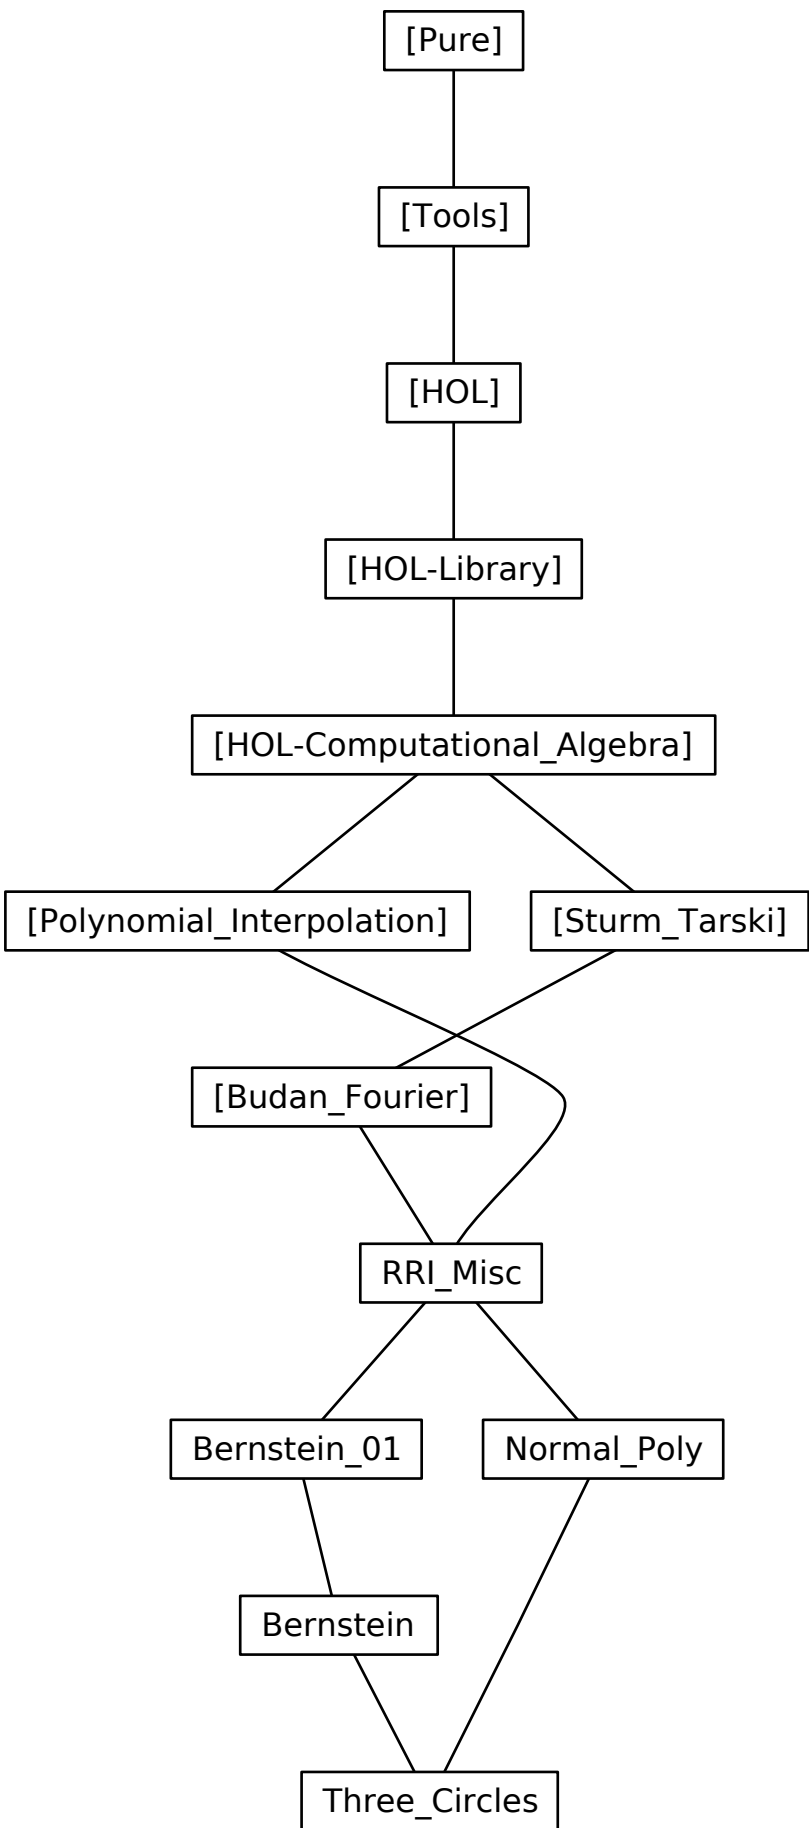 [Pure]
[Tools]
[HOL]
[HOL-Library]
[HOL-Computational_Algebra]
[Polynomial_Interpolation]
[Sturm_Tarski]
[Budan_Fourier]
RRI_Misc
Bernstein_01
Normal_Poly
Bernstein
Three_Circles